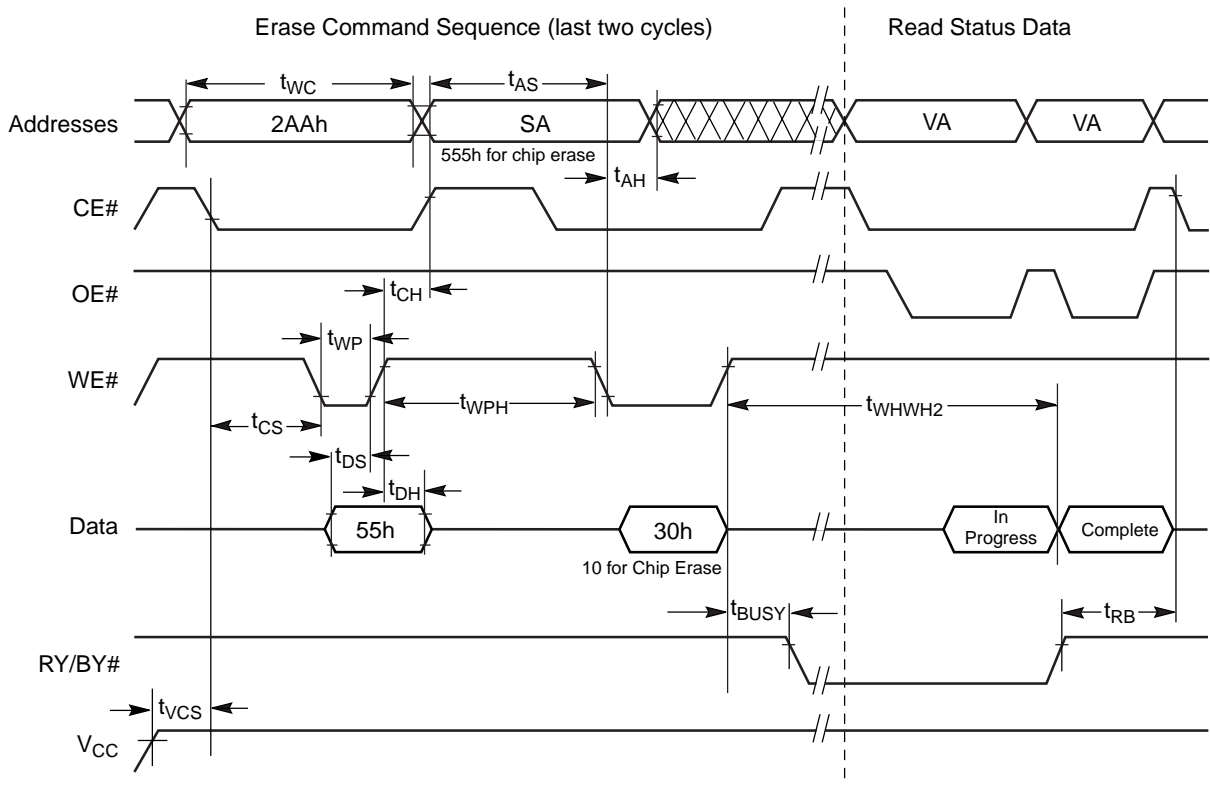 Erase Command Sequence (last two cycles)
Read Status Data
tWC
tAS
Addresses
2AAh
SA
VA
VA
555h for chip erase
tAH
CE#
OE#
tCH
tWP
WE#
tWPH
tWHWH2
tCS
tDS
tDH
Data
55h
30h
In
Progress
Complete
10 for Chip Erase
tBUSY
tRB
RY/BY#
tVCS
VCC